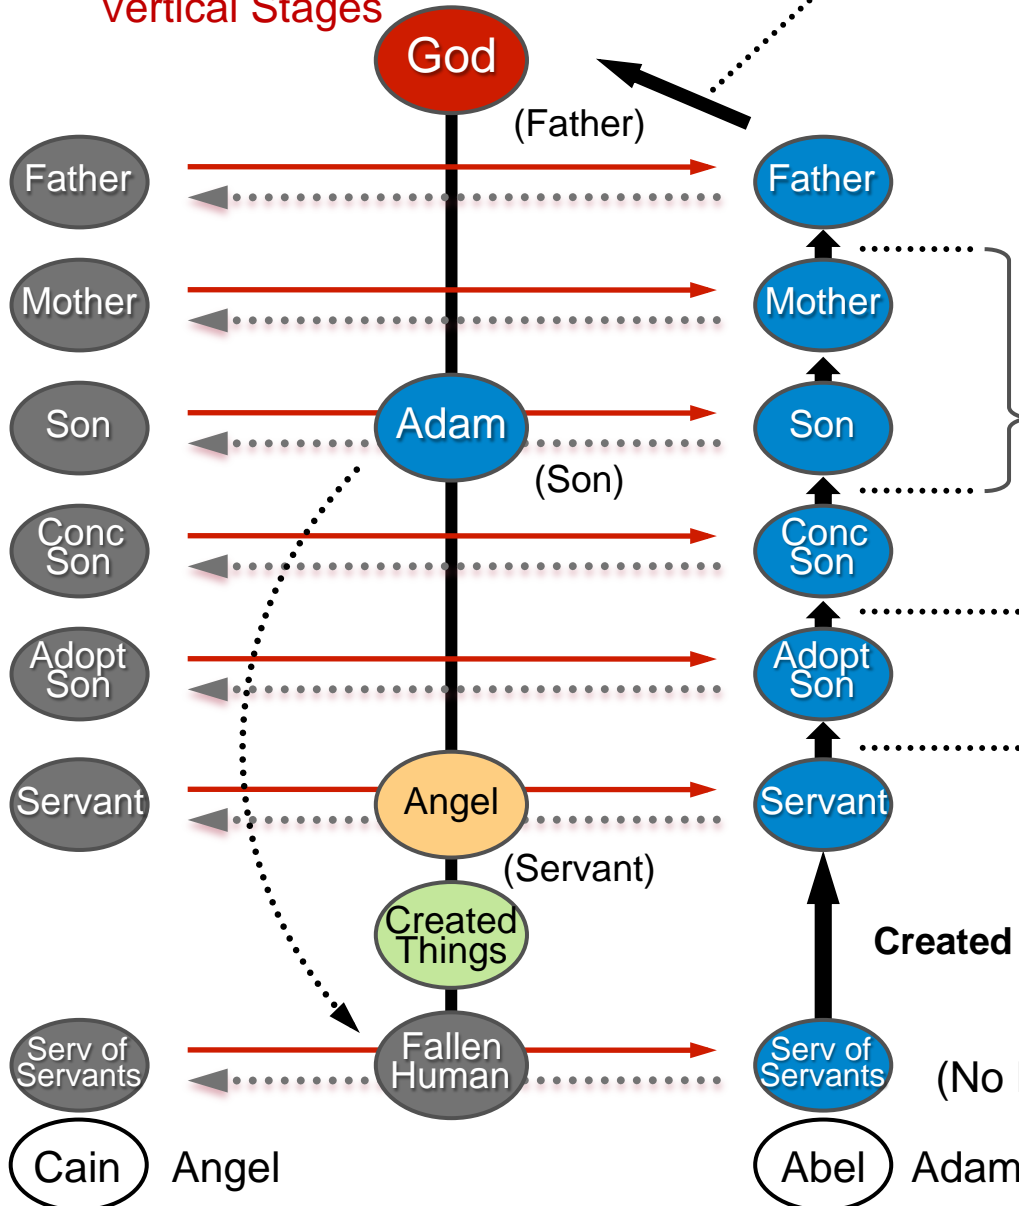 Vertical Stages
God
(Father)
Father
Father
Mother
Mother
Son
Adam
Son
(Son)
Conc
Son
Conc
Son
Adopt
Son
Adopt
Son
Servant
Angel
Servant
(Servant)
Created
Things
Created
Serv of
Servants
Fallen
Human
Serv of
Servants
(No
Cain
Angel
Abel
Adam